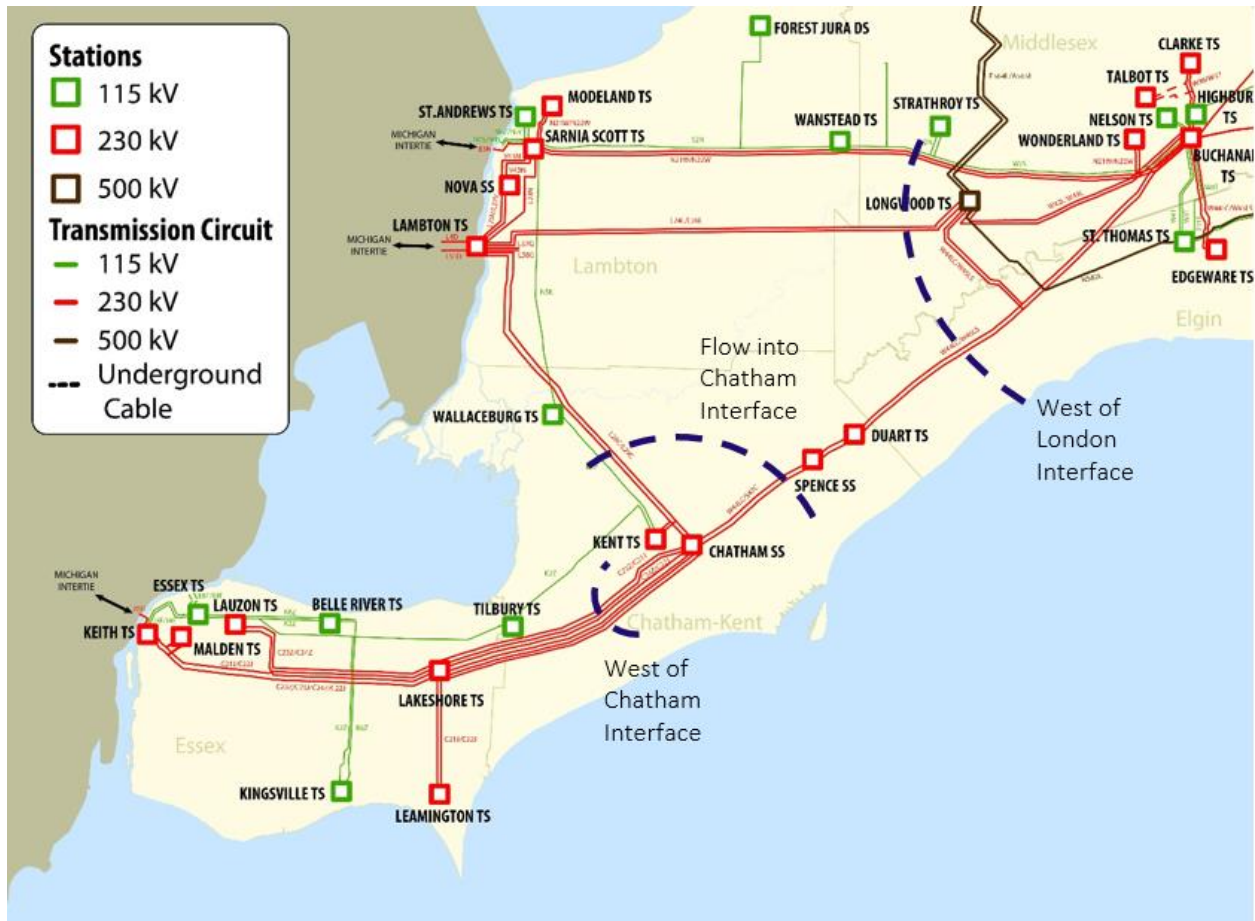 Stations
115 kV
230 kV
500 kV
Transmission Circuit
115 kV
230 kV
500 kV
Underground
Cable
FOREST JURA DS
Middlesex
CLARKE TS
TALBOT TS
HIGHBUR
TS
NELSON TS
WONDERLAND TS
BUCHANA
TS
STRATHROY TS
WANSTEAD TS
MODELAND TS
ST.ANDREWS TS
SARNIA SCOTT TS
MICHIGAN
INTERTIE
NOVA SS
LAMBTON TS
MICHIGAN
INTERTIE
LONGWOOD TS
ST. THOMAS TS
EDGEWARE TS
Lambton
Elgin
Flow into
Chatham
Interface
West of
London
Interface
WALLACEBURG TS
DUART TS
SPENCE SS
KENT TS
CHATHAM SS
MICHIGAN
INTERTIE
ESSEX TS
LAUZON TS
BELLE RIVER TS
TILBURY TS
Chatham-Kent
KEITH TS
MALDEN TS
LAKESHORE TS
West of
Chatham
Interface
Essex
KINGSVILLE TS
LEAMINGTON TS